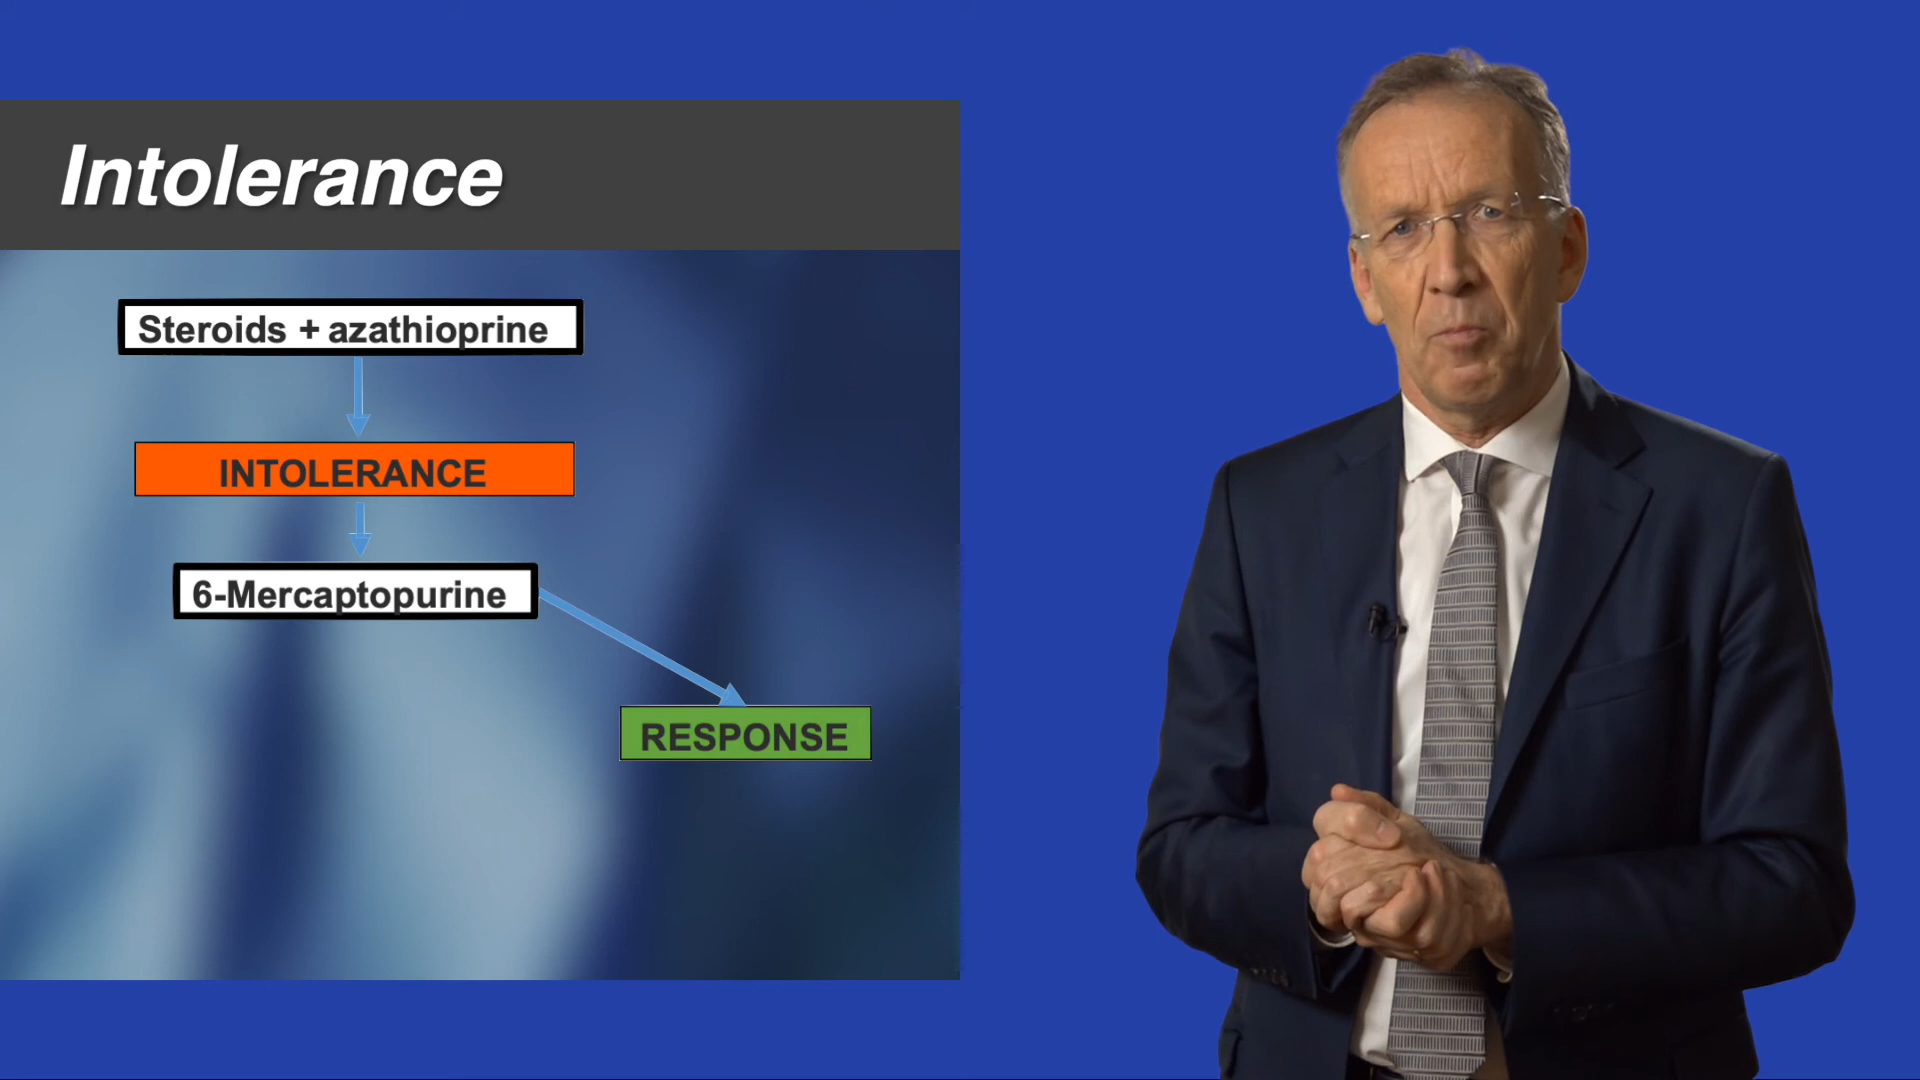 Intolerance
Steroids + azathioprine
INTOLERANCE
6-Mercaptopurine
RESPONSE